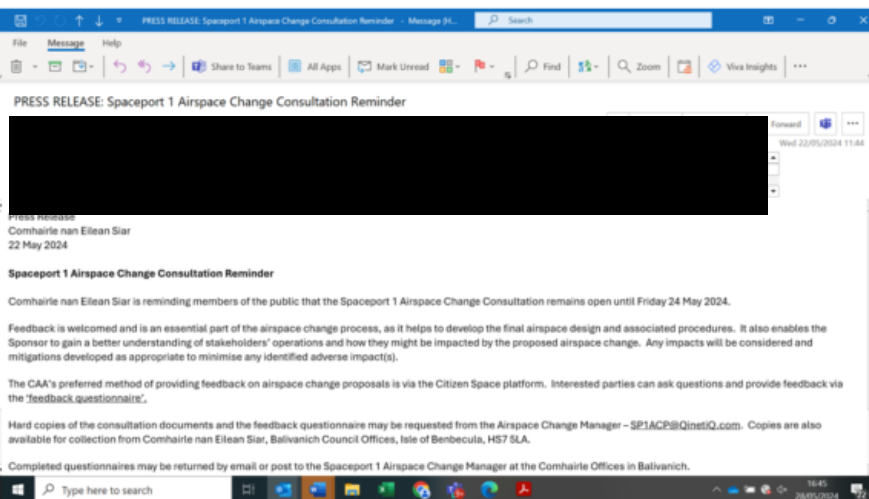 PRESS RELEASE: Spaceport 1 Airspace Change Consultation Reminder - Message (H...
Search
File Message Help
Share to Teams All Apps Mark Unread Find Zoom Viva Insights
PRESS RELEASE: Spaceport 1 Airspace Change Consultation Reminder
Forward
Wed 22/05/2024 11:44
Press Release
Comhairle nan Eilean Siar
22 May 2024
Spaceport 1 Airspace Change Consultation Reminder
Comhairle nan Eilean Siar is reminding members of the public that the Spaceport 1 Airspace Change Consultation remains open until Friday 24 May 2024.
Feedback is welcomed and is an essential part of the airspace change process, as it helps to develop the final airspace design and associated procedures. It also enables the
Sponsor to gain a better understanding of stakeholders' operations and how they might be impacted by the proposed airspace change. Any impacts will be considered and
mitigations developed as appropriate to minimise any identified adverse impact(s).
The CAA's preferred method of providing feedback on airspace change proposals is via the Citizen Space platform. Interested parties can ask questions and provide feedback via
the 'feedback questionnaire'.
Hard copies of the consultation documents and the feedback questionnaire may be requested from the Airspace Change Manager – SP1ACP@QinetiQ.com. Copies are also
available for collection from Comhairle nan Eilean Siar, Balivanich Council Offices, Isle of Benbecula, HS7 5LA.
Completed questionnaires may be returned by email or post to the Spaceport 1 Airspace Change Manager at the Comhairle Offices in Balivanich.
Type here to search
16:45
28/05/2024
22